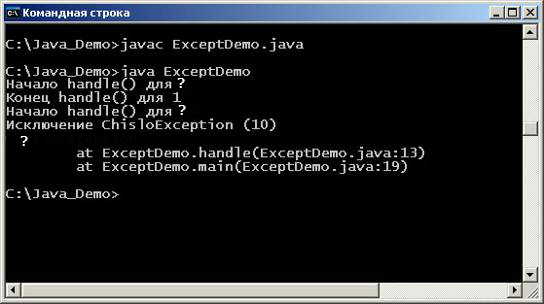 Командная строка
C:\Java_Demo>javac ExceptDemo.java
C:\Java_Demo>java ExceptDemo
Начало handle() для ?
Конец handle() для 1
Начало handle() для ?
Исключение ChisloException (10)
?
at ExceptDemo.handle(ExceptDemo.java:13)
at ExceptDemo.main(ExceptDemo.java:19)
C:\Java_Demo>